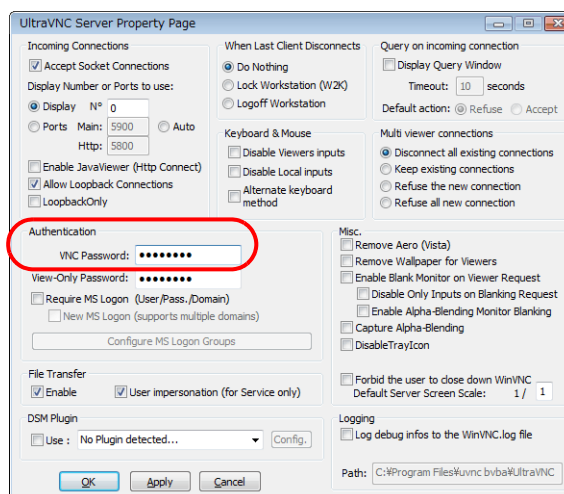 UltraVNC Server Property Page
Incoming Connections
Accept Socket Connections
Display Number or Ports to use:
Display N° 0
Ports Main: 5900 Auto
Http: 5800
Enable JavaViewer (Http Connect)
Allow Loopback Connections
LoopbackOnly
When Last Client Disconnects
Do Nothing
Lock Workstation (W2K)
Logoff Workstation
Keyboard & Mouse
Disable Viewers inputs
Disable Local inputs
Alternate keyboard
method
Query on incoming connection
Display Query Window
Timeout: 10 seconds
Default action: Refuse Accept
Multi viewer connections
Disconnect all existing connections
Keep existing connections
Refuse the new connection
Refuse all new connection
Authentication
VNC Password: ●●●●●●●●
View-Only Password: ●●●●●●●●
Require MS Logon (User/Pass./Domain)
New MS Logon (supports multiple domains)
Configure MS Logon Groups
Misc.
Remove Aero (Vista)
Remove Wallpaper for Viewers
Enable Blank Monitor on Viewer Request
Disable Only Inputs on Blanking Request
Enable Alpha-Blending Monitor Blanking
Capture Alpha-Blending
DisableTrayIcon
Forbid the user to close down WinVNC
Default Server Screen Scale: 1 / 1
File Transfer
Enable User impersonation (for Service only)
DSM Plugin
Use : No Plugin detected... Config.
Logging
Log debug infos to the WinVNC.log file
Path: C:¥Program Files¥uvnc bvba¥UltraVNC
OK Apply Cancel